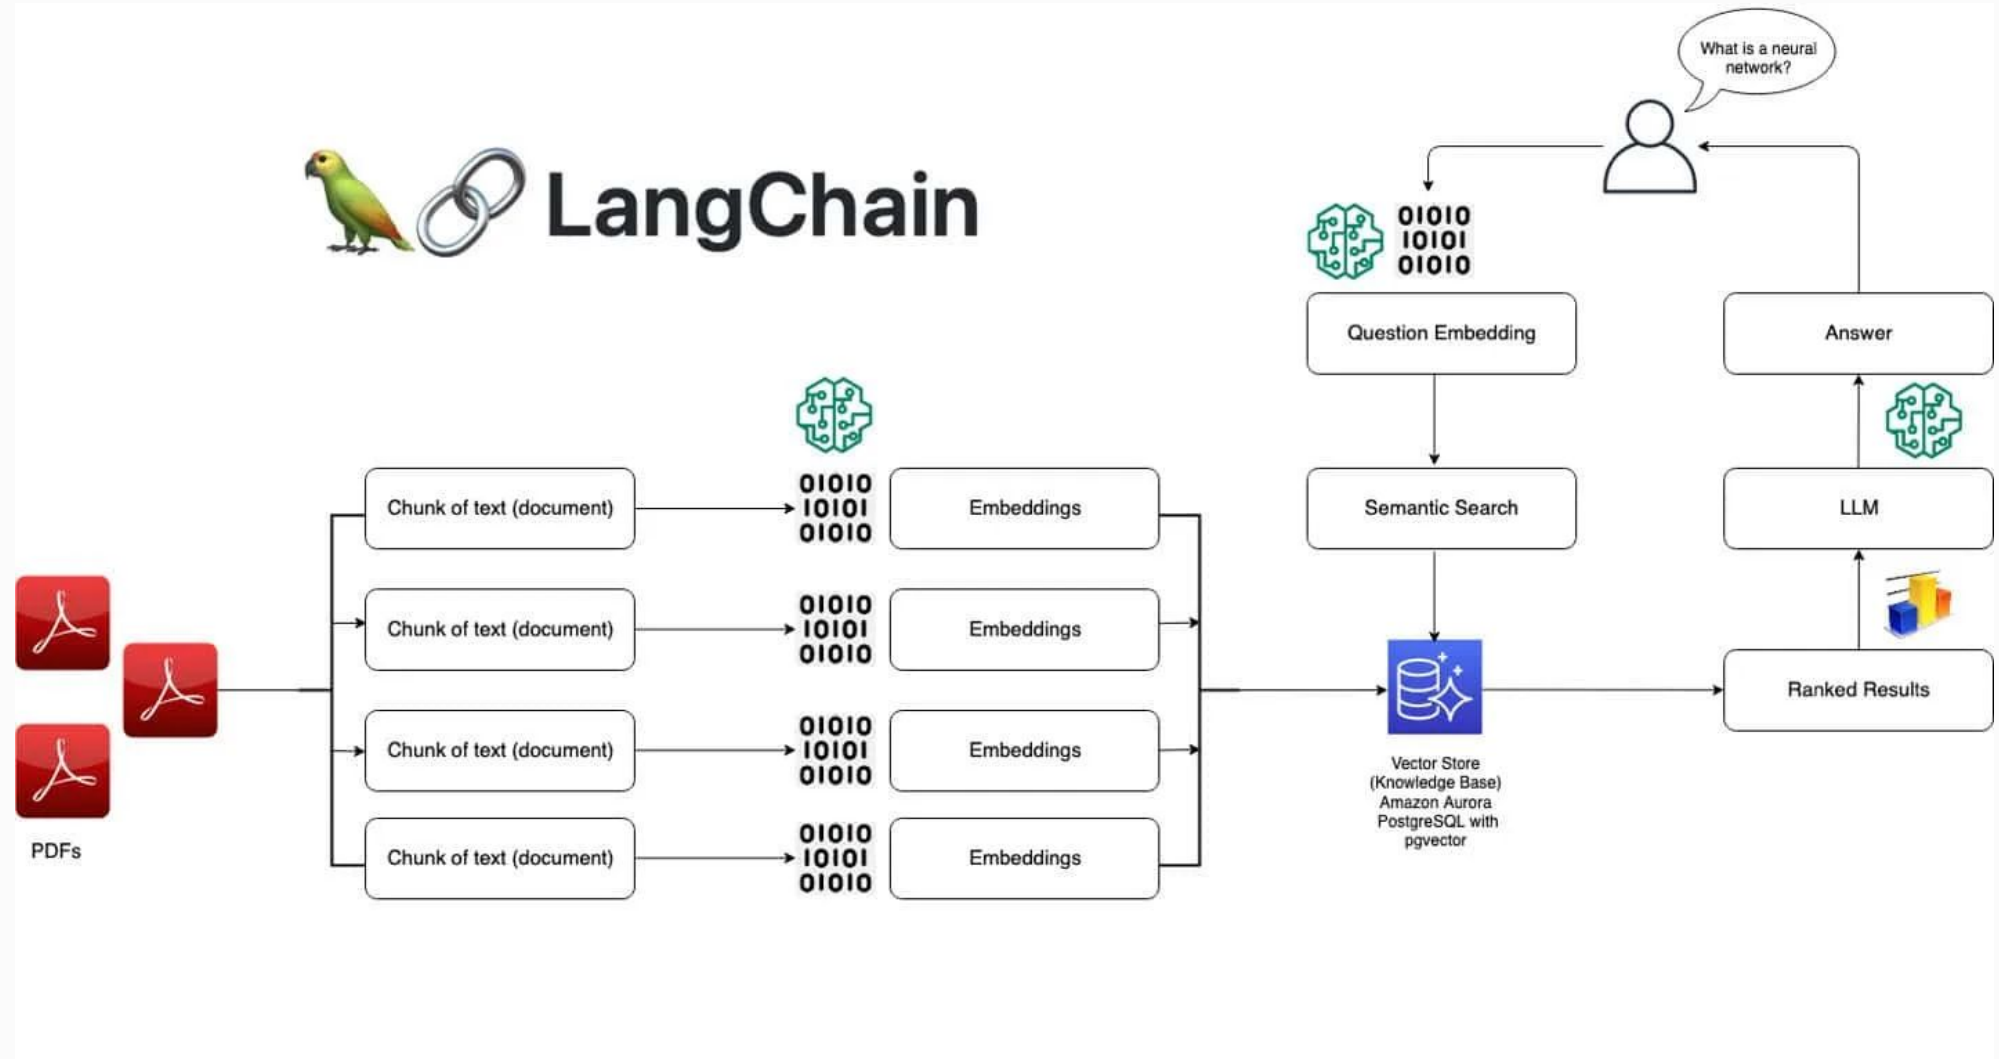 What is a neural
network?
LangChain
01010
10101
01010
Question Embedding
Answer
Chunk of text (document)
01010
10101
01010
Embeddings
Semantic Search
LLM
Chunk of text (document)
01010
10101
01010
Embeddings
Ranked Results
Chunk of text (document)
01010
10101
01010
Embeddings
Vector Store
(Knowledge Base)
Amazon Aurora
PostgreSQL with
pgvector
PDFs
Chunk of text (document)
01010
10101
01010
Embeddings